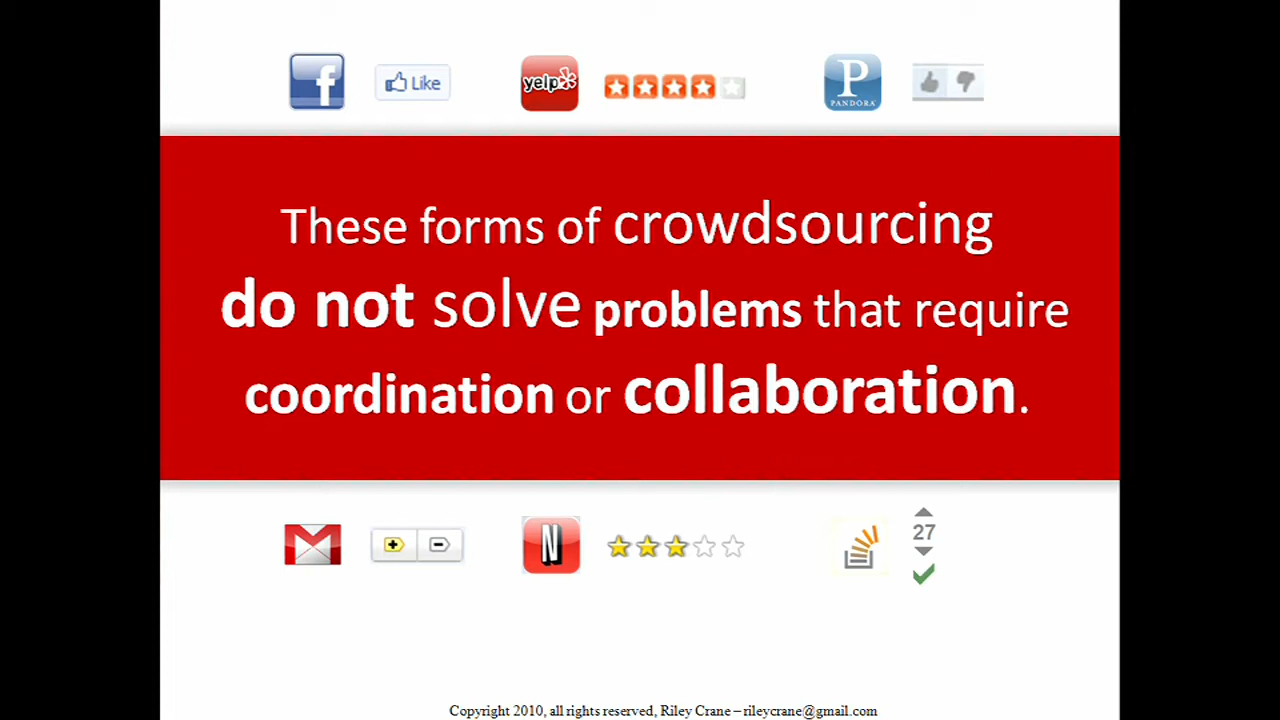 f Like yelp P PANDORA
These forms of crowdsourcing
do not solve problems that require
coordination or collaboration.
M N 27
Copyright 2010, all rights reserved, Riley Crane – rileycrane@gmail.com